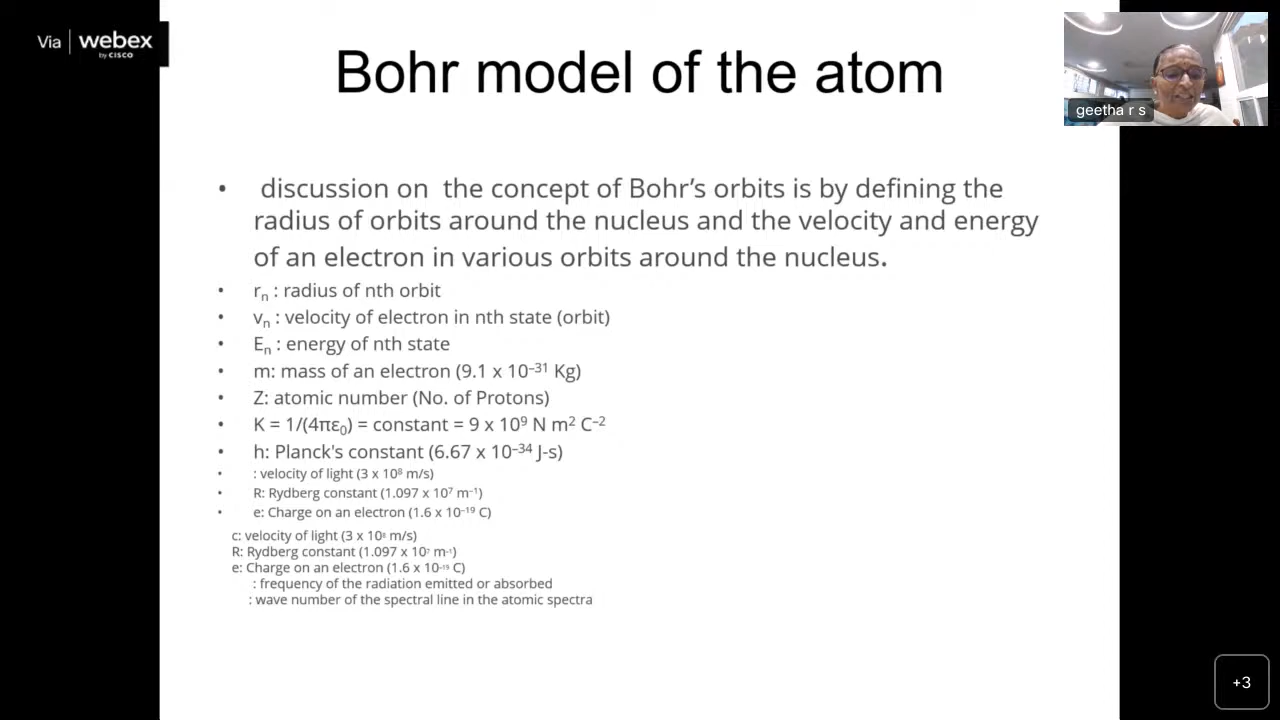 Via | webex
by CISCO
Bohr model of the atom
geetha r s
• discussion on the concept of Bohr’s orbits is by defining the
radius of orbits around the nucleus and the velocity and energy
of an electron in various orbits around the nucleus.
• rₙ : radius of nth orbit
• vₙ : velocity of electron in nth state (orbit)
• Eₙ : energy of nth state
• m: mass of an electron (9.1 x 10⁻³¹ Kg)
• Z: atomic number (No. of Protons)
• K = 1/(4πε₀) = constant = 9 x 10⁹ N m² C⁻²
• h: Planck's constant (6.67 x 10⁻³⁴ J-s)
• : velocity of light (3 x 10⁸ m/s)
• R: Rydberg constant (1.097 x 10⁷ m⁻¹)
• e: Charge on an electron (1.6 x 10⁻¹⁹ C)
c: velocity of light (3 x 10⁸ m/s)
R: Rydberg constant (1.097 x 10⁷ m⁻¹)
e: Charge on an electron (1.6 x 10⁻¹⁹ C)
: frequency of the radiation emitted or absorbed
: wave number of the spectral line in the atomic spectra
+3